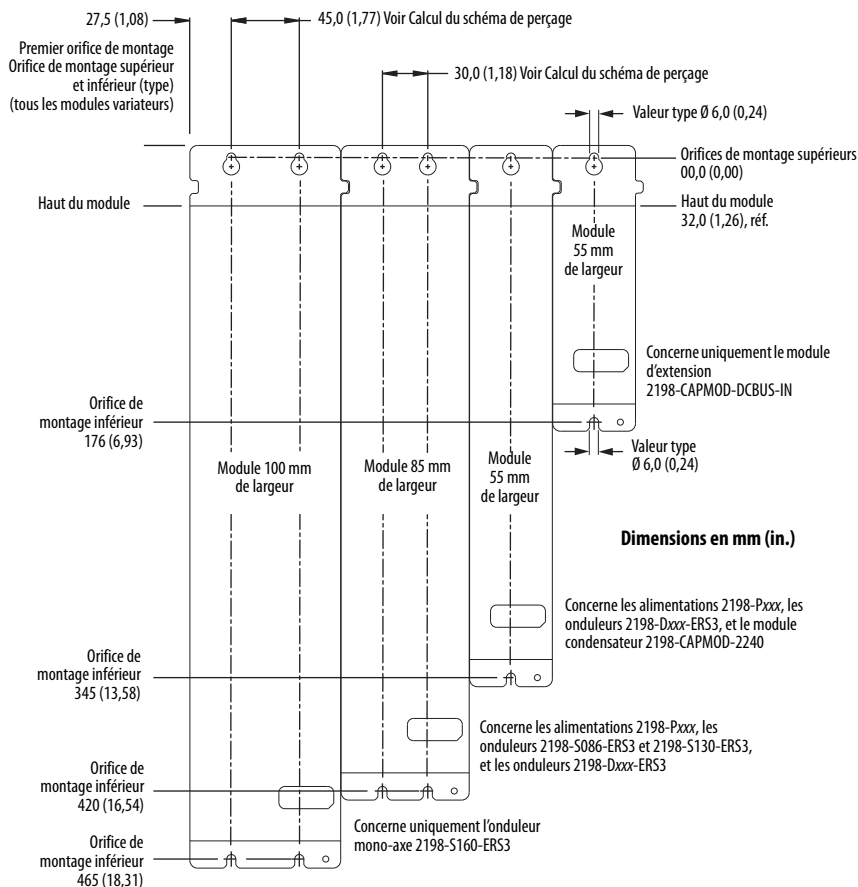 27,5 (1,08)
45,0 (1,77) Voir Calcul du schéma de perçage
Premier orifice de montage
Orifice de montage supérieur
et inférieur (type)
(tous les modules variateurs)
30,0 (1,18) Voir Calcul du schéma de perçage
Valeur type Ø 6,0 (0,24)
Orifices de montage supérieurs
00,0 (0,00)
Haut du module
Haut du module
32,0 (1,26), réf.
Module
55 mm
de largeur
Concerne uniquement le module
d'extension
2198-CAPMOD-DCBUS-IN
Orifice de
montage inférieur
176 (6,93)
Valeur type
Ø 6,0 (0,24)
Module 100 mm
de largeur
Module 85 mm
de largeur
Module
55 mm
de largeur
Dimensions en mm (in.)
Concerne les alimentations 2198-Pxxx, les
onduleurs 2198-Dxxx-ERS3, et le module
condensateur 2198-CAPMOD-2240
Orifice de
montage inférieur
345 (13,58)
Concerne les alimentations 2198-Pxxx, les
onduleurs 2198-S086-ERS3 et 2198-S130-ERS3,
et les onduleurs 2198-Dxxx-ERS3
Orifice de
montage inférieur
420 (16,54)
Concerne uniquement l'onduleur
mono-axe 2198-S160-ERS3
Orifice de
montage inférieur
465 (18,31)